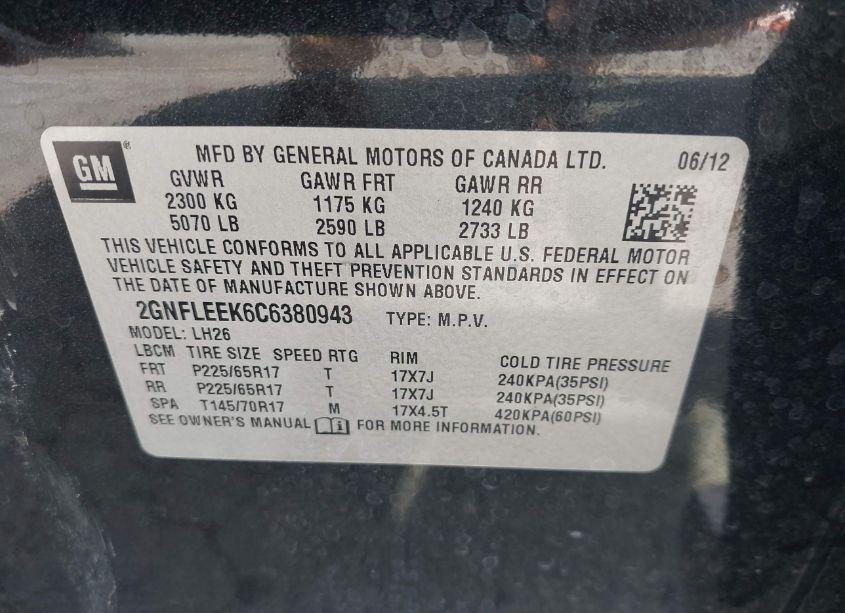 GM ® MFD BY GENERAL MOTORS OF CANADA LTD. 06/12
GVWR GAWR FRT GAWR RR
2300 KG 1175 KG 1240 KG
5070 LB 2590 LB 2733 LB
THIS VEHICLE CONFORMS TO ALL APPLICABLE U.S. FEDERAL MOTOR
VEHICLE SAFETY AND THEFT PREVENTION STANDARDS IN EFFECT ON
THE DATE OF MANUFACTURE SHOWN ABOVE.
2GNFLEEK6C6380943 TYPE: M.P.V.
MODEL: LH26
LBCM TIRE SIZE SPEED RTG RIM COLD TIRE PRESSURE
FRT P225/65R17 T 17X7J 240KPA(35PSI)
RR P225/65R17 T 17X7J 240KPA(35PSI)
SPA T145/70R17 M 17X4.5T 420KPA(60PSI)
SEE OWNER'S MANUAL FOR MORE INFORMATION.